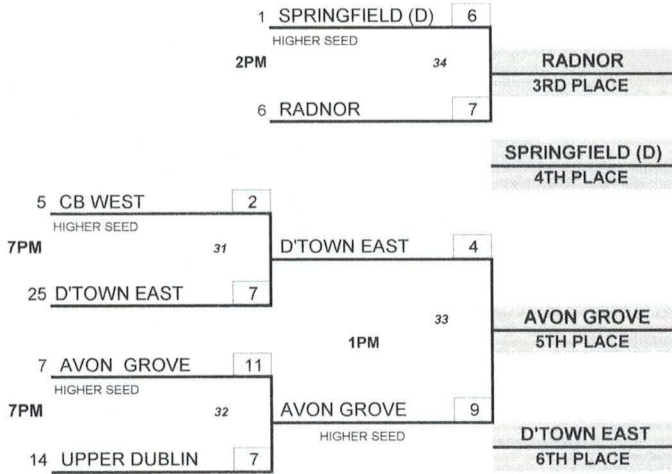 1 SPRINGFIELD (D) 6
HIGHER SEED
2PM 34 RADNOR
3RD PLACE
6 RADNOR 7
SPRINGFIELD (D)
4TH PLACE
5 CB WEST 2
HIGHER SEED
7PM 31 D'TOWN EAST 4
25 D'TOWN EAST 7
33 AVON GROVE
1PM 5TH PLACE
7 AVON GROVE 11
HIGHER SEED
7PM 32 AVON GROVE 9
HIGHER SEED
D'TOWN EAST
14 UPPER DUBLIN 7
6TH PLACE